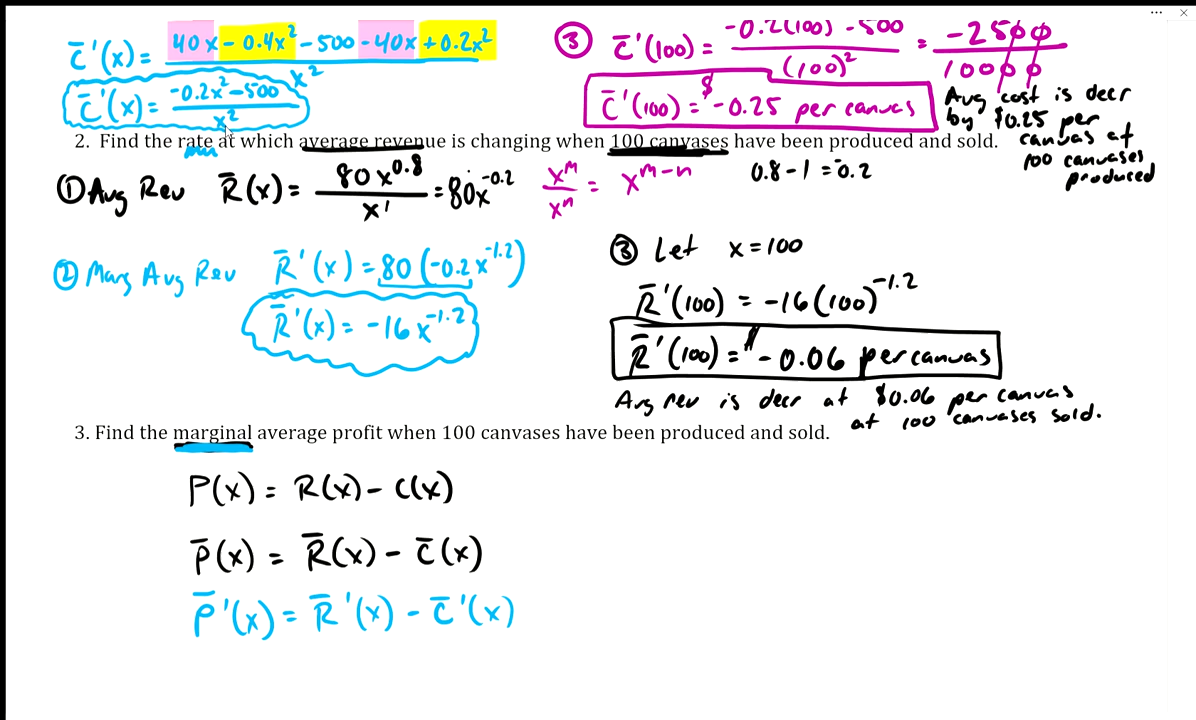 C̄'(x) = (40x - 0.4x² - 500 - 40x + 0.2x²) / x²
C̄'(x) = (-0.2x² - 500) / x²
③ C̄'(100) = (-0.2(100) - 500) / (100)² = -2500 / 10000
C̄'(100) = $-0.25 per canvas
Avg cost is decr
by $0.25 per
canvas at
100 canvases
produced
2. Find the rate at which average revenue is changing when 100 canvases have been produced and sold.
① Avg Rev R̄(x) = 80x^0.8 / x^1 = 80x^-0.2
x^m / x^n = x^m-n
0.8 - 1 = -0.2
② Marg Avg Rev R̄'(x) = 80(-0.2x^-1.2)
R̄'(x) = -16x^-1.2
③ Let x = 100
R̄'(100) = -16(100)^-1.2
R̄'(100) = $-0.06 per canvas
Avg rev is decr at $0.06 per canvas
at 100 canvases sold.
3. Find the marginal average profit when 100 canvases have been produced and sold.
P(x) = R(x) - C(x)
P̄(x) = R̄(x) - C̄(x)
P̄'(x) = R̄'(x) - C̄'(x)